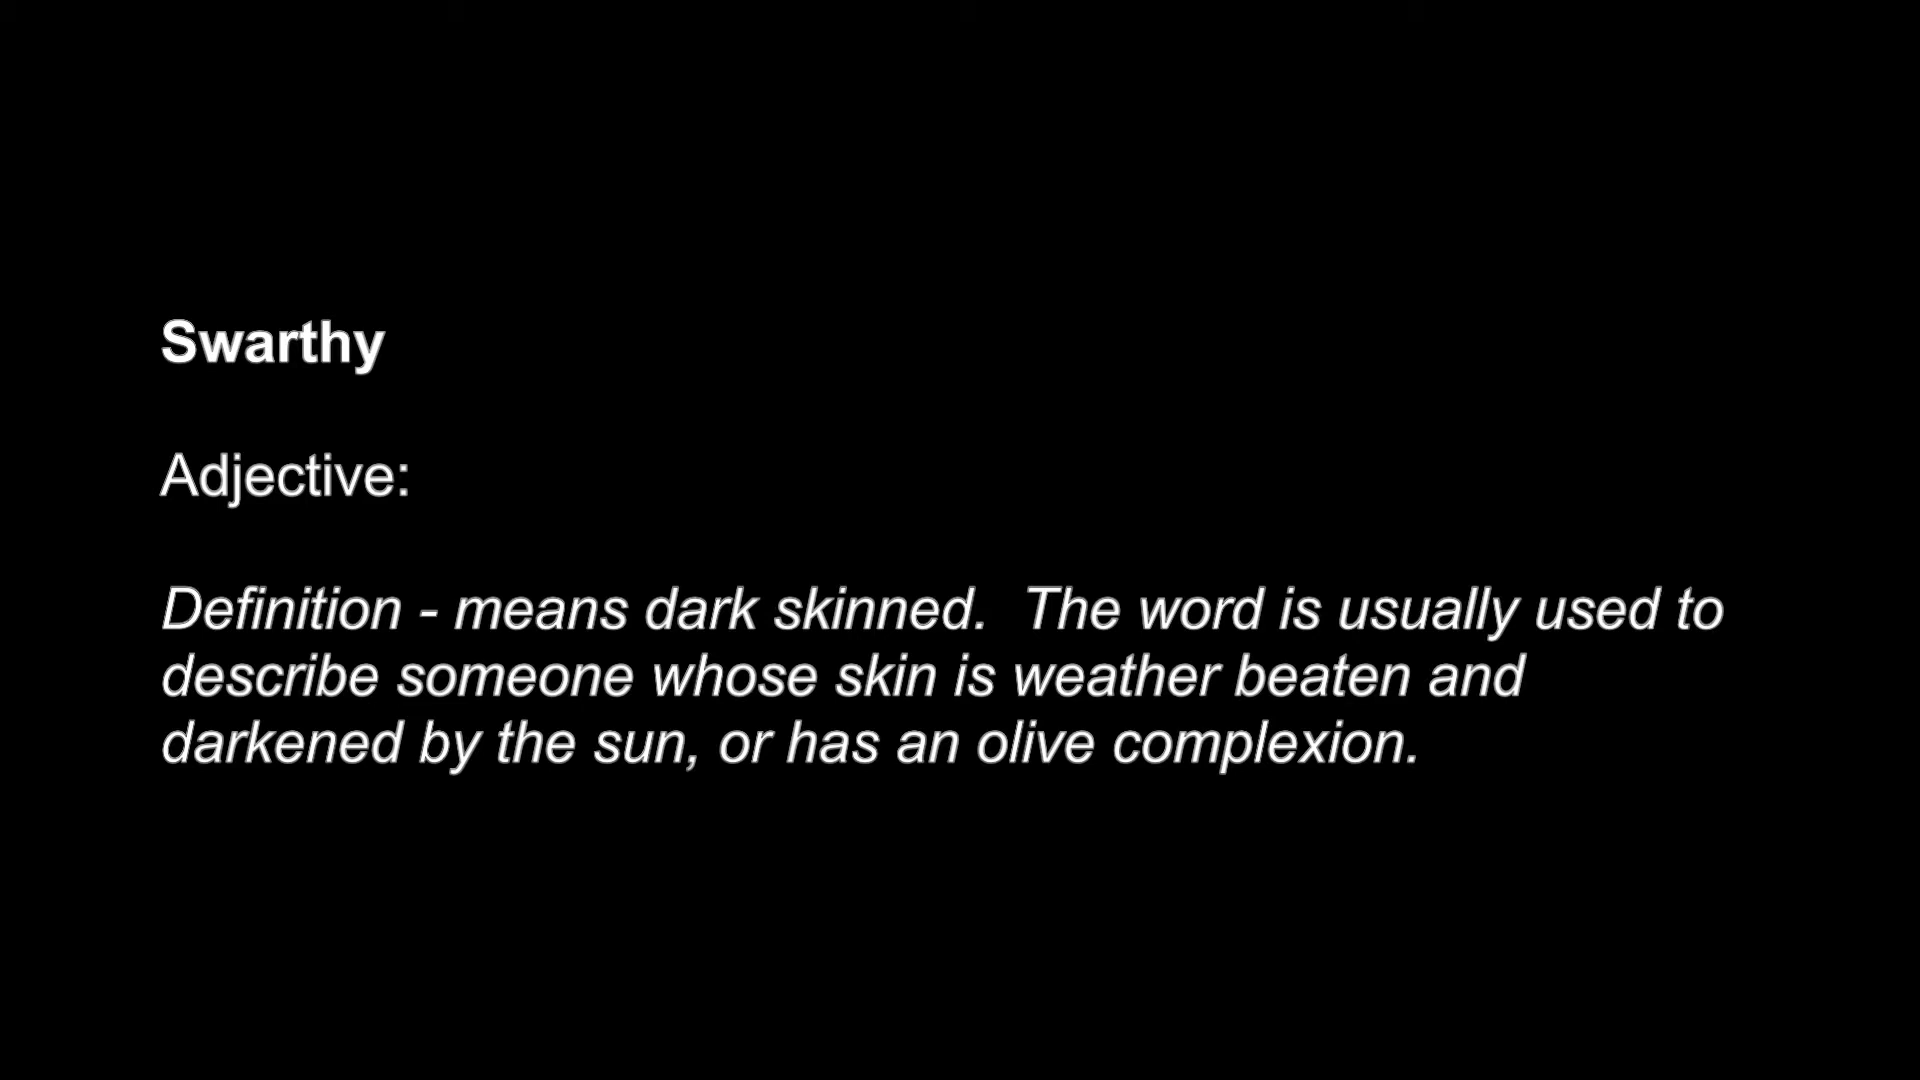 Swarthy
Adjective:
Definition - means dark skinned.  The word is usually used to
describe someone whose skin is weather beaten and
darkened by the sun, or has an olive complexion.